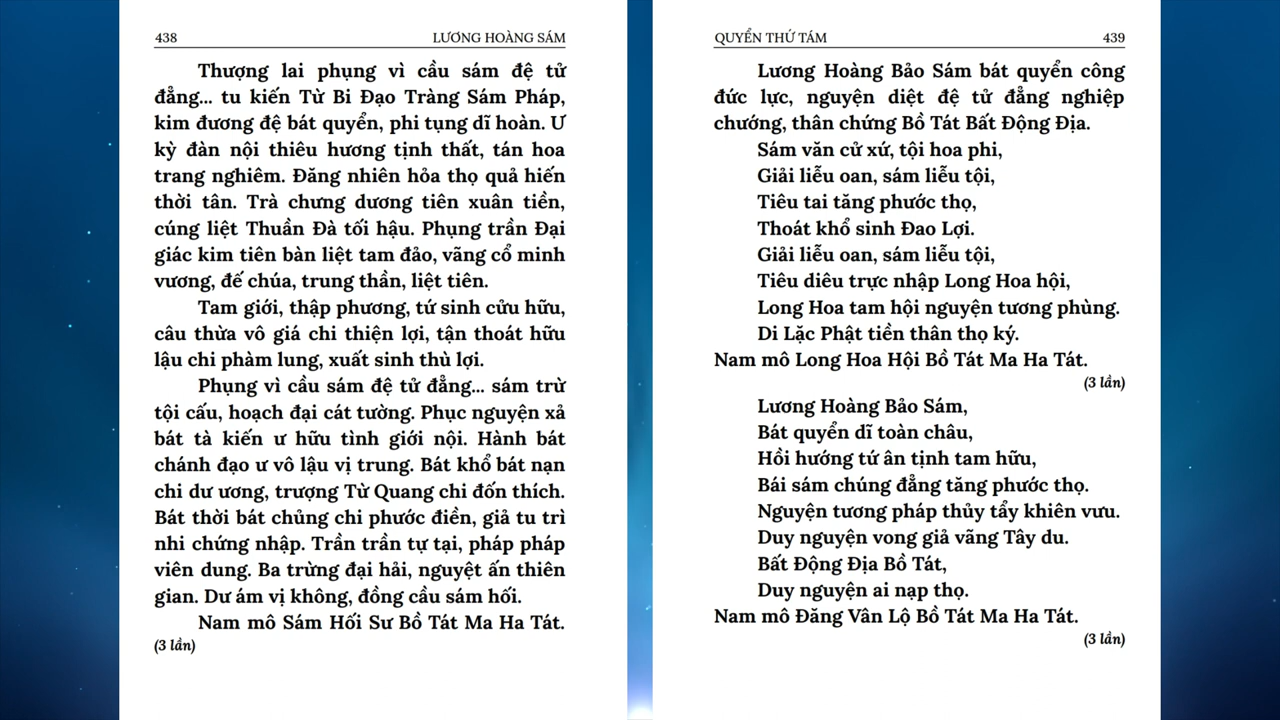 438 LƯƠNG HOÀNG SÁM
Thượng lai phụng vì cầu sám đệ tử
đẳng... tu kiến Từ Bi Đạo Tràng Sám Pháp,
kim đương đệ bát quyển, phi tụng dĩ hoàn. Ư
kỳ đàn nội thiêu hương tịnh thất, tán hoa
trang nghiêm. Đăng nhiên hỏa thọ quả hiến
thời tân. Trà chưng dương tiên xuân tiền,
cúng liệt Thuần Đà tối hậu. Phụng trần Đại
giác kim tiên bàn liệt tam đảo, vãng cổ minh
vương, đế chúa, trung thần, liệt tiên.
Tam giới, thập phương, tứ sinh cửu hữu,
câu thừa vô giá chi thiện lợi, tận thoát hữu
lậu chi phàm lung, xuất sinh thù lợi.
Phụng vì cầu sám đệ tử đẳng... sám trừ
tội cấu, hoạch đại cát tường. Phục nguyện xả
bát tà kiến ư hữu tình giới nội. Hành bát
chánh đạo ư vô lậu vị trung. Bát khổ bát nạn
chi dư ương, trượng Từ Quang chi đốn thích.
Bát thời bát chủng chi phước điền, giả tu trì
nhi chứng nhập. Trần trần tự tại, pháp pháp
viên dung. Ba trừng đại hải, nguyệt ấn thiên
gian. Dư ám vị không, đồng cầu sám hối.
Nam mô Sám Hối Sư Bồ Tát Ma Ha Tát.
(3 lần)
QUYỂN THỨ TÁM 439
Lương Hoàng Bảo Sám bát quyển công
đức lực, nguyện diệt đệ tử đẳng nghiệp
chướng, thân chứng Bồ Tát Bất Động Địa.
Sám văn cử xứ, tội hoa phi,
Giải liễu oan, sám liễu tội,
Tiêu tai tăng phước thọ,
Thoát khổ sinh Đao Lợi.
Giải liễu oan, sám liễu tội,
Tiêu diêu trực nhập Long Hoa hội,
Long Hoa tam hội nguyện tương phùng.
Di Lặc Phật tiền thân thọ ký.
Nam mô Long Hoa Hội Bồ Tát Ma Ha Tát.
(3 lần)
Lương Hoàng Bảo Sám,
Bát quyển dĩ toàn châu,
Hồi hướng tứ ân tịnh tam hữu,
Bái sám chúng đẳng tăng phước thọ.
Nguyện tương pháp thủy tẩy khiên vưu.
Duy nguyện vong giả vãng Tây du.
Bất Động Địa Bồ Tát,
Duy nguyện ai nạp thọ.
Nam mô Đăng Vân Lộ Bồ Tát Ma Ha Tát.
(3 lần)